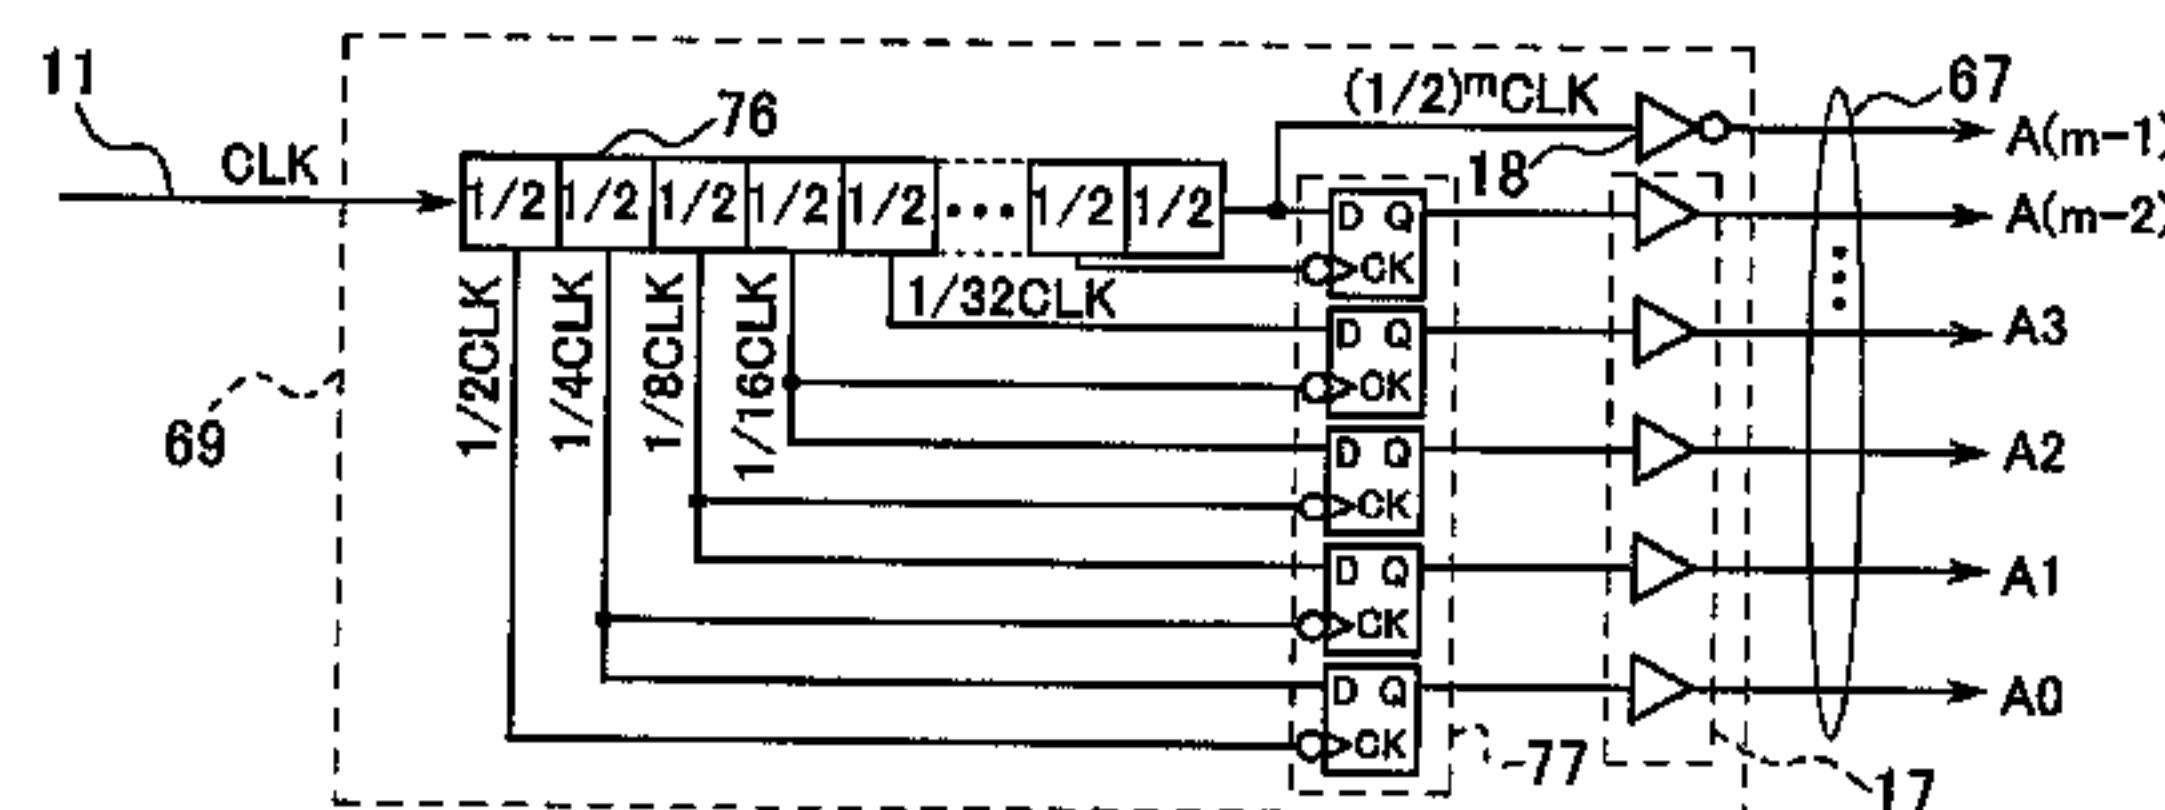 11
CLK
76
(1/2)ᵐCLK
67
A(m-1)
1/2 1/2 1/2 1/2 1/2 ••• 1/2 1/2
18
D Q
CK
A(m-2)
1/2CLK
1/4CLK
1/8CLK
1/16CLK
1/32CLK
D Q
CK
A3
69
D Q
CK
A2
D Q
CK
A1
D Q
CK
A0
77
17